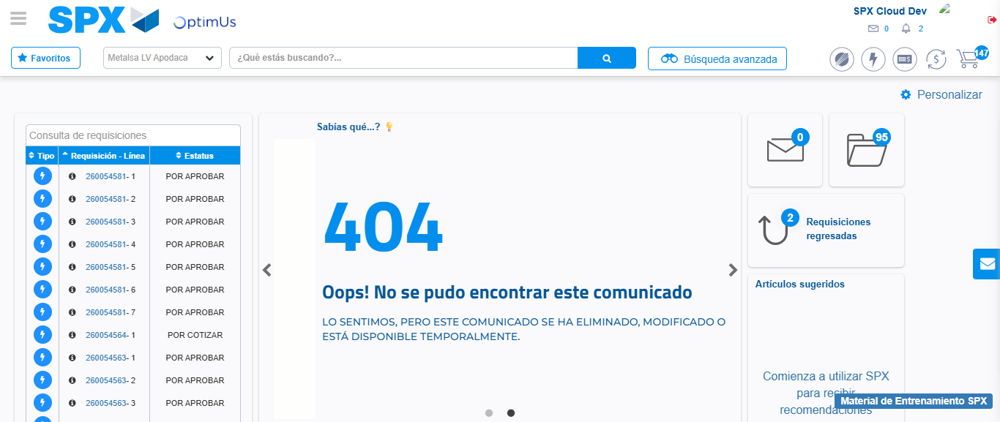 SPX OptimUs
SPX Cloud Dev
0 2
Favoritos
Metalsa LV Apodaca
¿Qué estás buscando?...
Búsqueda avanzada
147
Personalizar
Consulta de requisiciones
Tipo Requisición - Línea Estatus
260054581- 1 POR APROBAR
260054581- 2 POR APROBAR
260054581- 3 POR APROBAR
260054581- 4 POR APROBAR
260054581- 5 POR APROBAR
260054581- 6 POR APROBAR
260054581- 7 POR APROBAR
260054564- 1 POR COTIZAR
260054563- 1 POR APROBAR
260054563- 2 POR APROBAR
260054563- 3 POR APROBAR
Sabías qué...?
404
Oops! No se pudo encontrar este comunicado
LO SENTIMOS, PERO ESTE COMUNICADO SE HA ELIMINADO, MODIFICADO O
ESTÁ DISPONIBLE TEMPORALMENTE.
0
95
2
Requisiciones
regresadas
Artículos sugeridos
Comienza a utilizar SPX
para recibir
recomendaciones
Material de Entrenamiento SPX